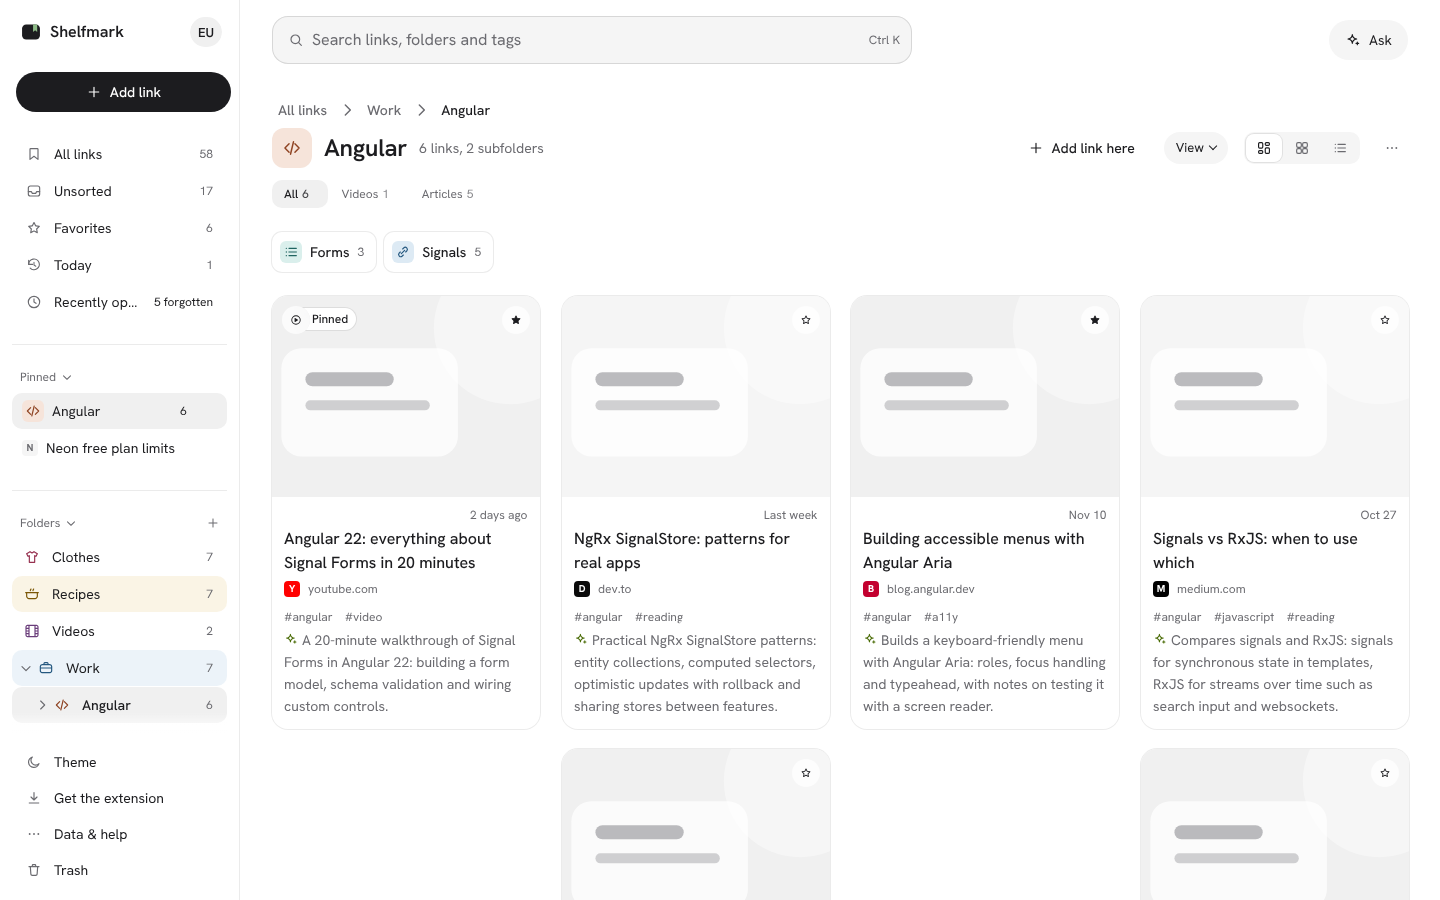 Shelfmark
EU
Add link
All links 58
Unsorted 17
Favorites 6
Today 1
Recently op... 5 forgotten
Pinned
Angular 6
N Neon free plan limits
Folders
Clothes 7
Recipes 7
Videos 2
Work 7
Angular 6
Theme
Get the extension
Data & help
Trash
Search links, folders and tags Ctrl K
Ask
All links Work Angular
Angular 6 links, 2 subfolders
Add link here View
All 6 Videos 1 Articles 5
Forms 3 Signals 5
Pinned
2 days ago
Angular 22: everything about
Signal Forms in 20 minutes
Y youtube.com
#angular #video
A 20-minute walkthrough of Signal
Forms in Angular 22: building a form
model, schema validation and wiring
custom controls.
Last week
NgRx SignalStore: patterns for
real apps
D dev.to
#angular #reading
Practical NgRx SignalStore patterns:
entity collections, computed selectors,
optimistic updates with rollback and
sharing stores between features.
Nov 10
Building accessible menus with
Angular Aria
B blog.angular.dev
#angular #a11y
Builds a keyboard-friendly menu
with Angular Aria: roles, focus handling
and typeahead, with notes on testing it
with a screen reader.
Oct 27
Signals vs RxJS: when to use
which
M medium.com
#angular #javascript #reading
Compares signals and RxJS: signals
for synchronous state in templates,
RxJS for streams over time such as
search input and websockets.